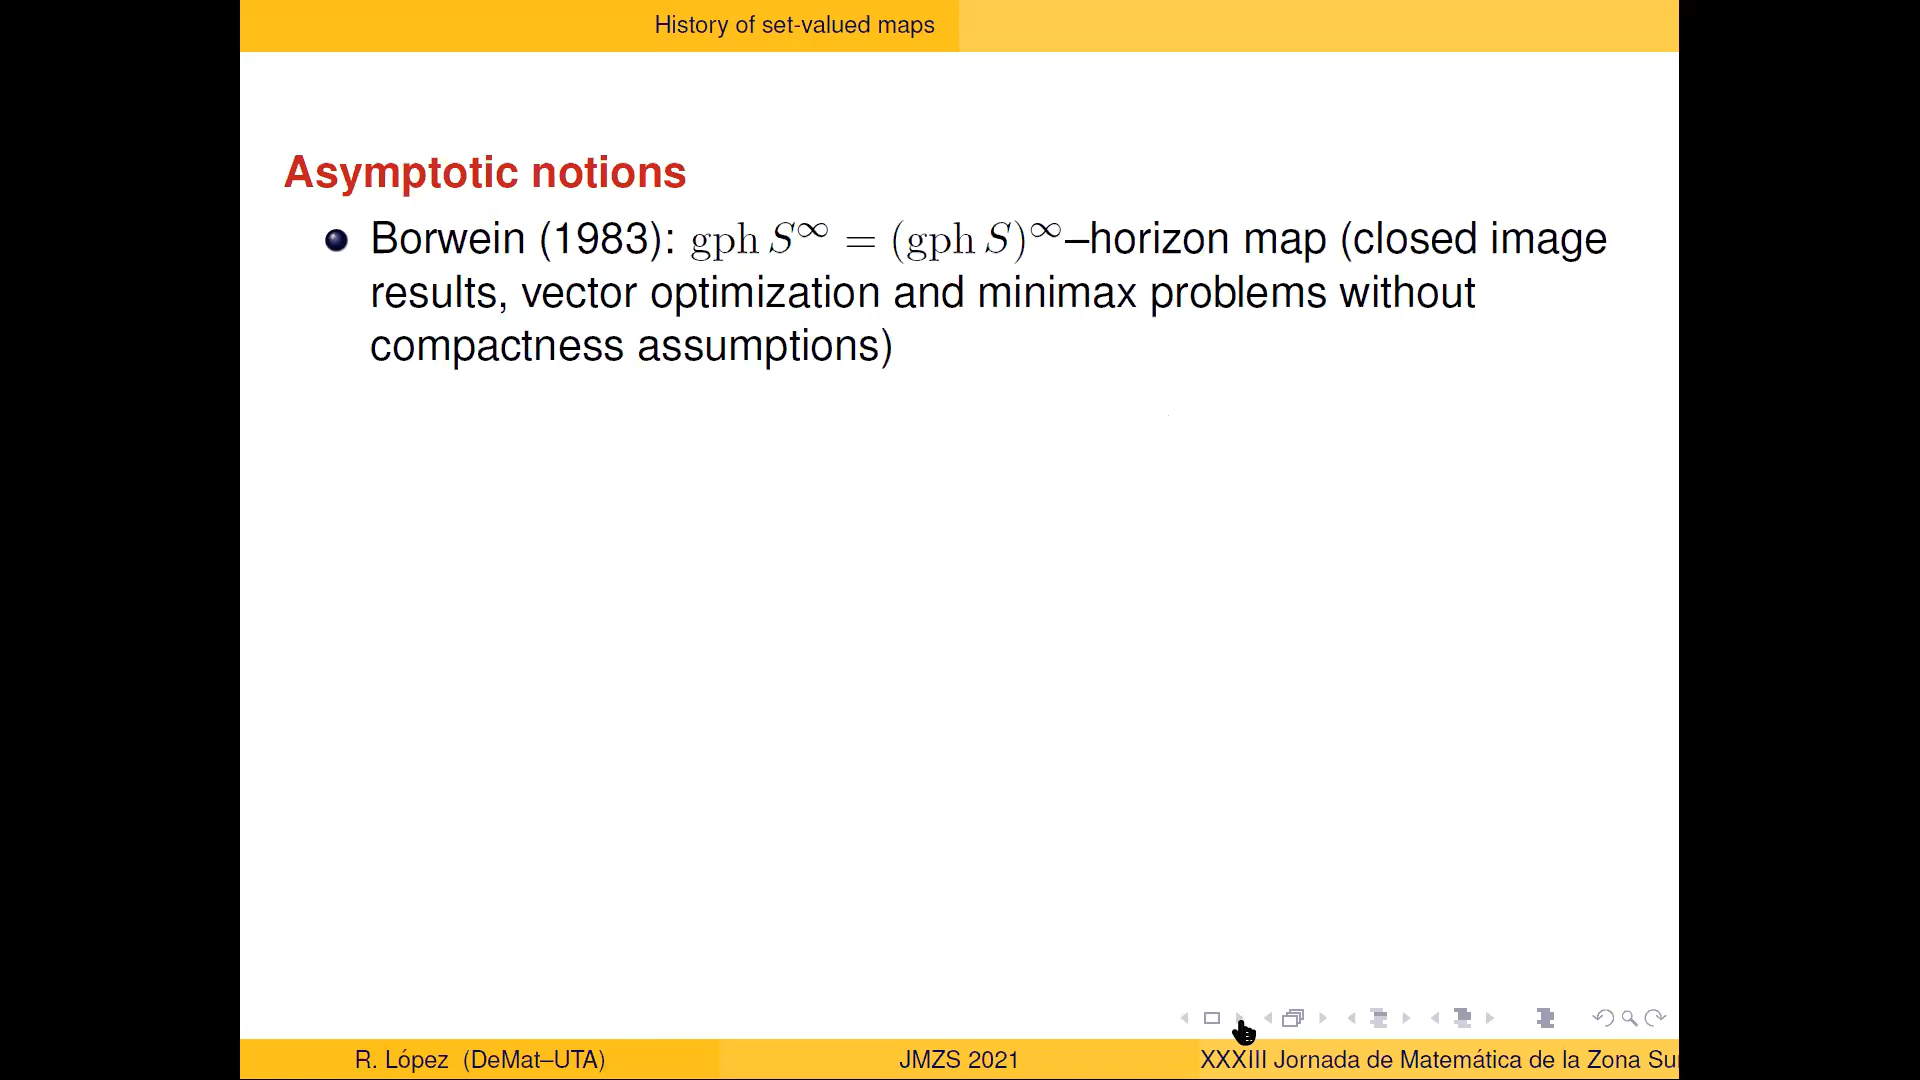 History of set-valued maps
Asymptotic notions
Borwein (1983): gph S^∞ = (gph S)^∞–horizon map (closed image
results, vector optimization and minimax problems without
compactness assumptions)
R. López (DeMat–UTA)
JMZS 2021
XXXIII Jornada de Matemática de la Zona Su